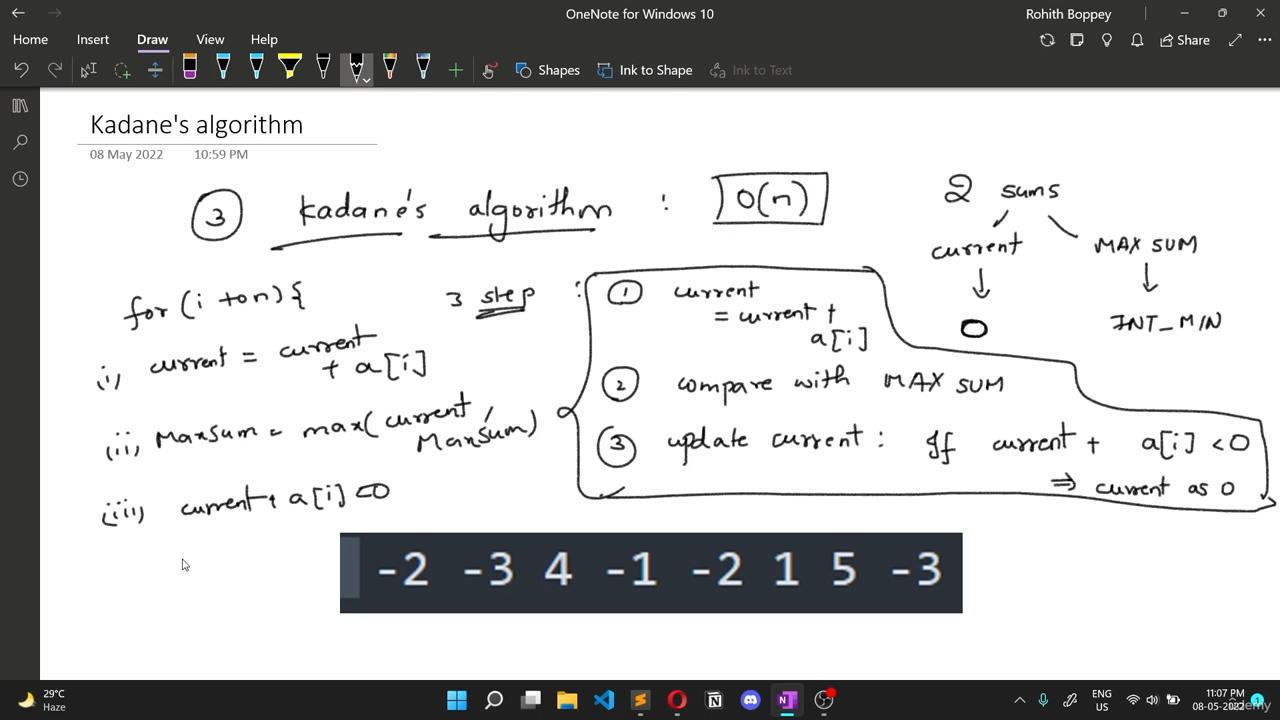 OneNote for Windows 10
Rohith Boppey
Home Insert Draw View Help
Share
Shapes Ink to Shape Ink to Text
Kadane's algorithm
08 May 2022 10:59 PM
3 Kadane's algorithm : O(n)
2 sums
current MAX SUM
0 INT_MIN
for (i to n) {
(i) current = current
+ a[i]
(ii) MaxSum = max(current,
MaxSum)
(iii) current + a[i] <0
3 step :
1 current
= current +
a[i]
2 compare with MAX SUM
3 update current : If current + a[i] <0
⇒ current as 0
-2 -3 4 -1 -2 1 5 -3
29°C
Haze
ENG
US
11:07 PM
08-05-2022
1
udemy